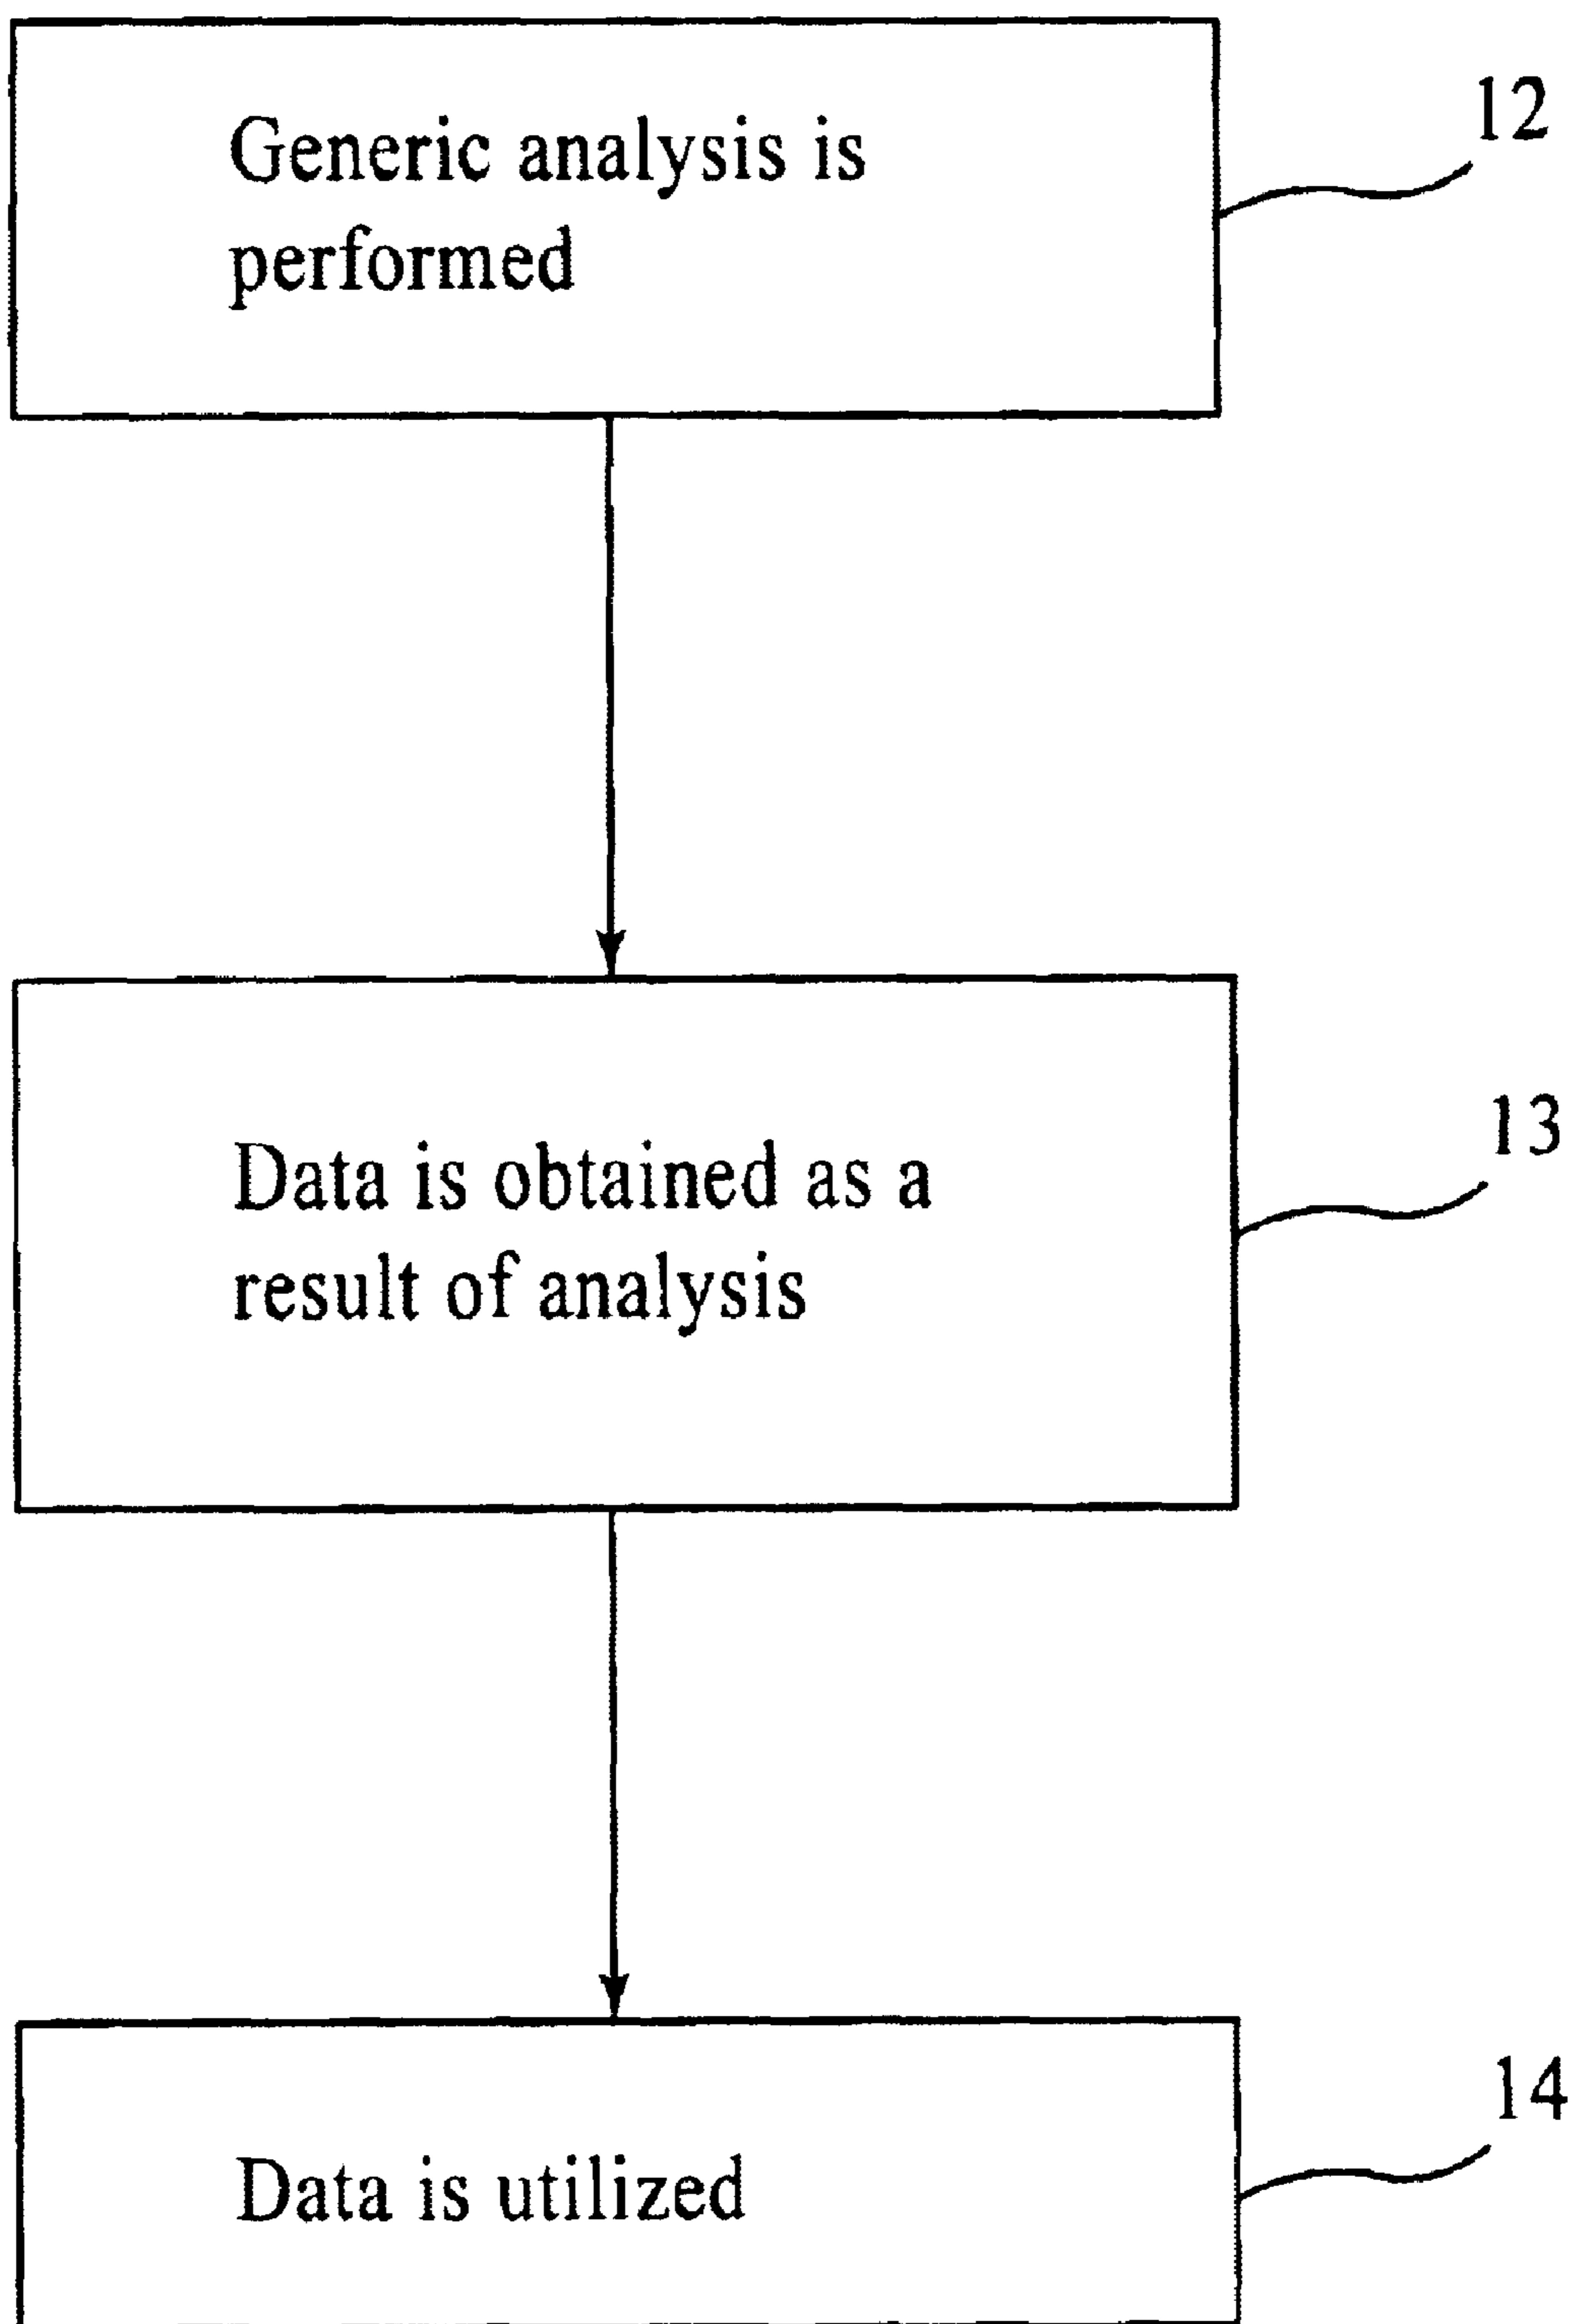 12
Generic analysis is
performed
13
Data is obtained as a
result of analysis
14
Data is utilized